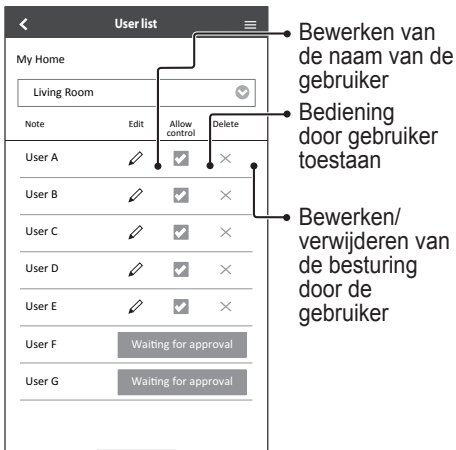 User list
My Home
Living Room
Note Edit Allow control Delete
User A
User B
User C
User D
User E
User F Waiting for approval
User G Waiting for approval
Bewerken van
de naam van de
gebruiker
Bediening
door gebruiker
toestaan
Bewerken/
verwijderen van
de besturing
door de
gebruiker